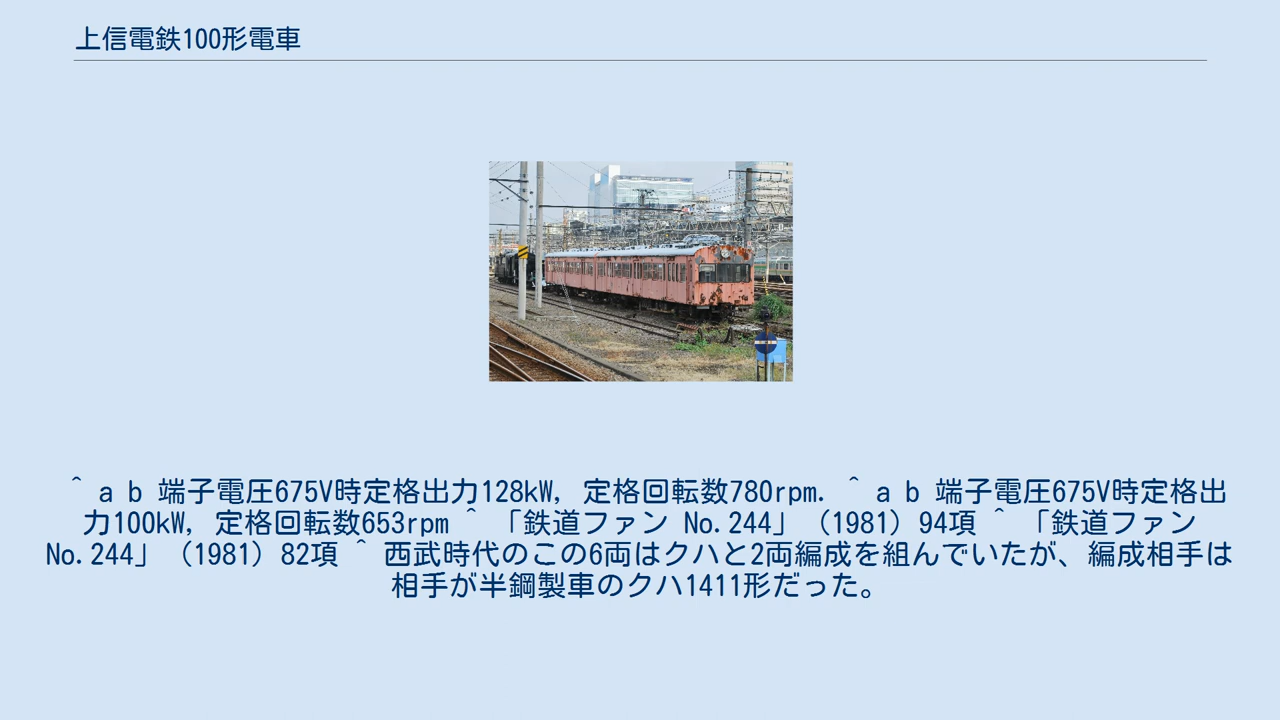 上信電鉄100形電車
^ a b 端子電圧675V時定格出力128kW, 定格回転数780rpm. ^ a b 端子電圧675V時定格出
力100kW, 定格回転数653rpm ^ 「鉄道ファン No.244」（1981）94項 ^ 「鉄道ファン
No.244」（1981）82項 ^ 西武時代のこの6両はクハと2両編成を組んでいたが、編成相手は
相手が半鋼製車のクハ1411形だった。